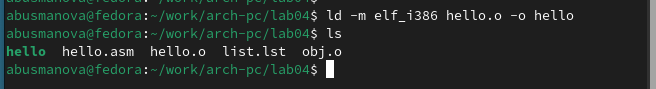 abusmanova@fedora:~/work/arch-pc/lab04$ ld -m elf_i386 hello.o -o hello
abusmanova@fedora:~/work/arch-pc/lab04$ ls
hello  hello.asm  hello.o  list.lst  obj.o
abusmanova@fedora:~/work/arch-pc/lab04$